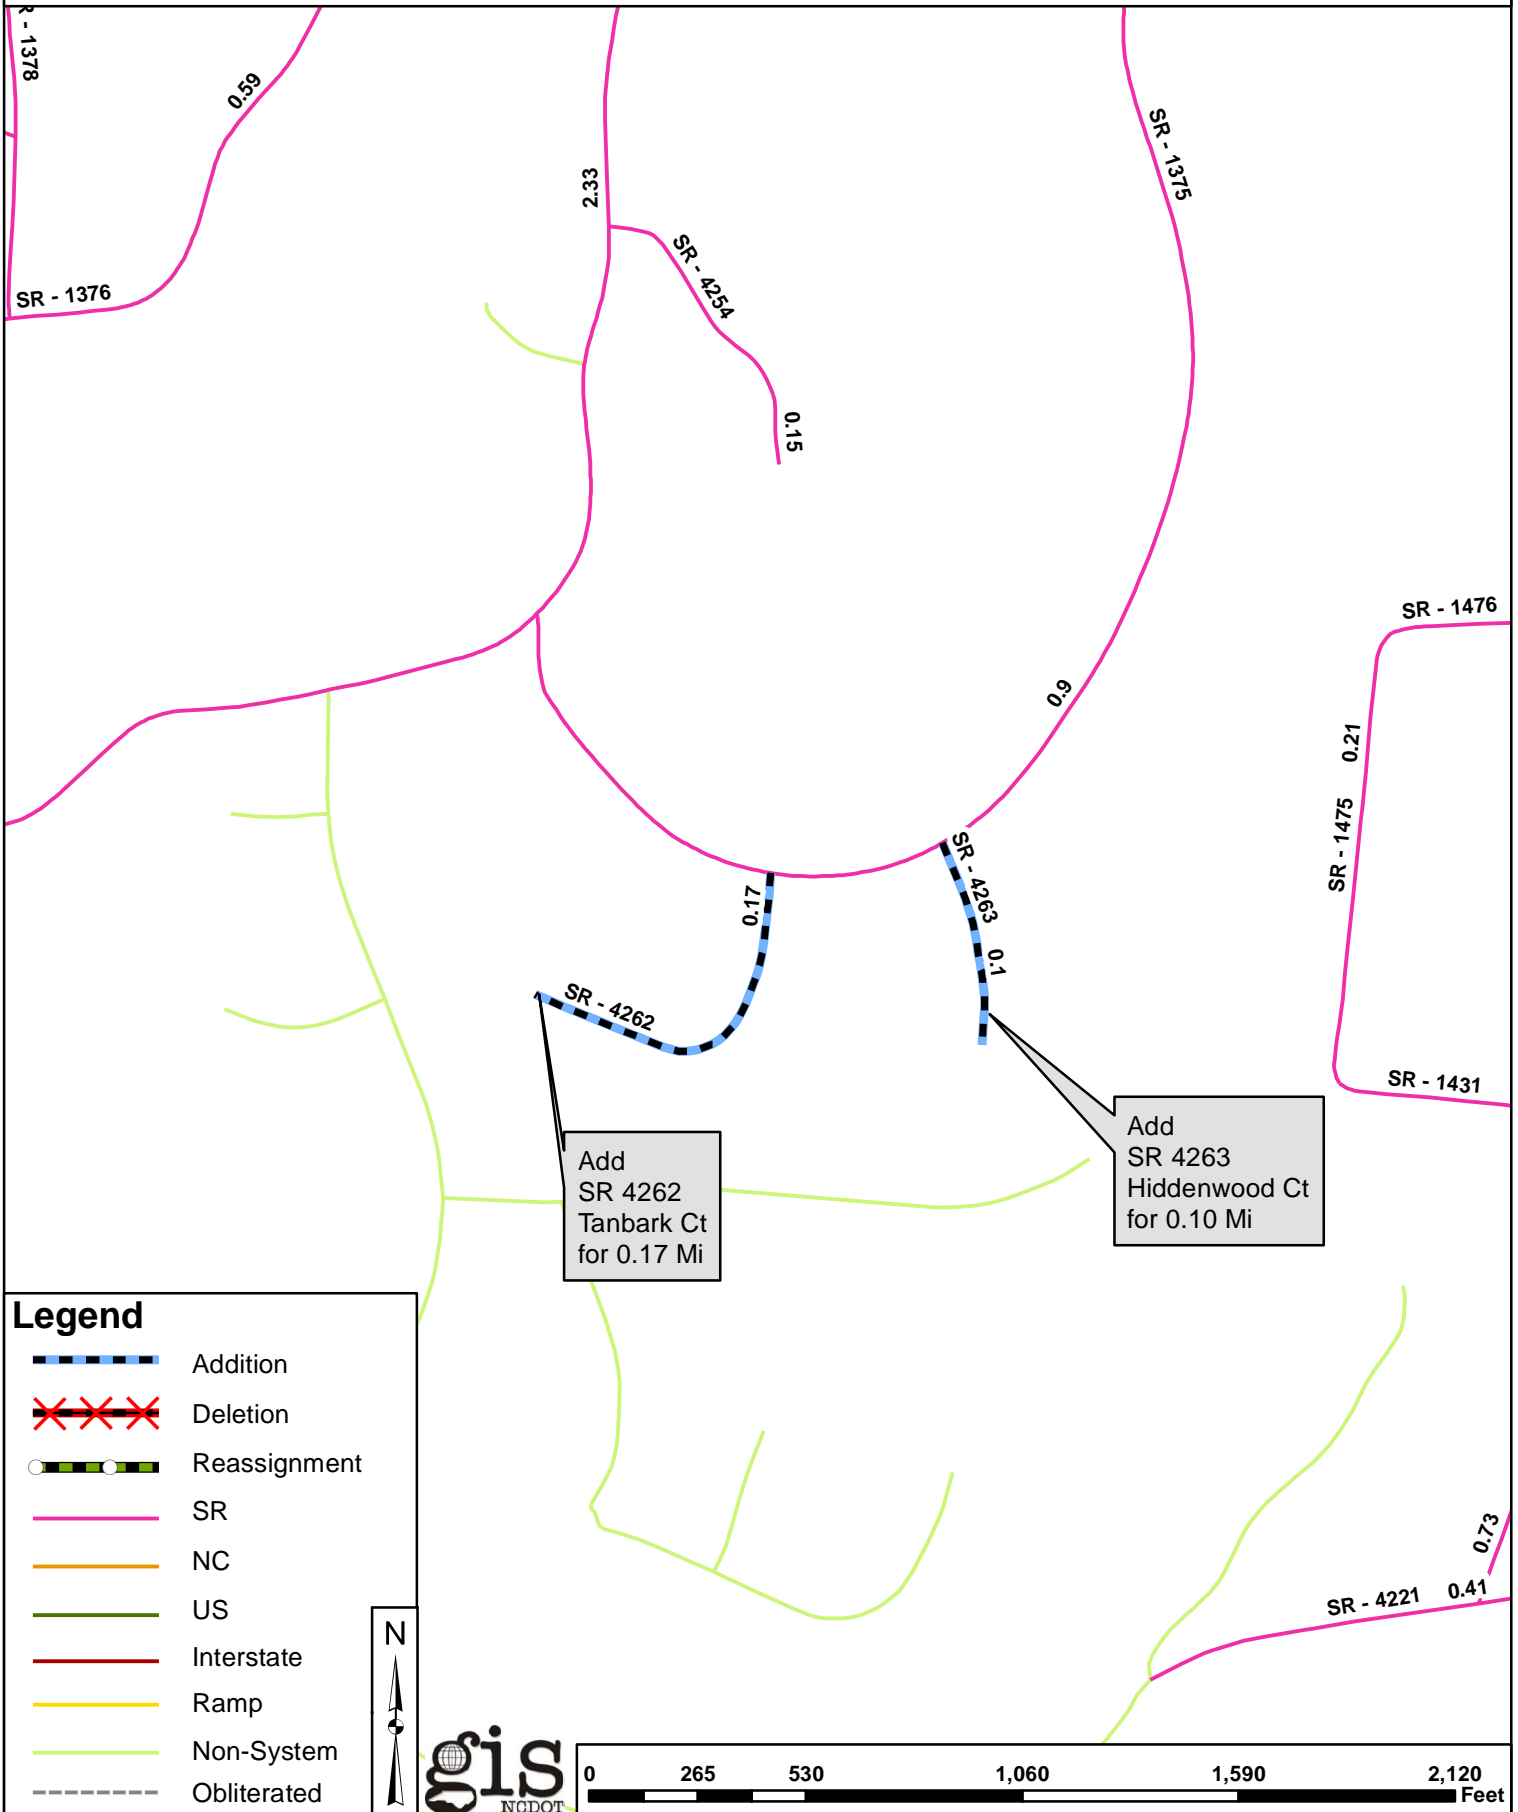 R - 1378
0.59
SR - 1376
2.33
SR - 4254
0.15
SR - 1375
0.9
SR - 1476
0.21
SR - 1475
SR - 1431
0.17
SR - 4262
SR - 4263
0.1
Add
SR 4262
Tanbark Ct
for 0.17 Mi
Add
SR 4263
Hiddenwood Ct
for 0.10 Mi
0.73
SR - 4221
0.41
Legend
Addition
Deletion
Reassignment
SR
NC
US
Interstate
Ramp
Non-System
Obliterated
N
gis
NCDOT
0 265 530 1,060 1,590 2,120
Feet